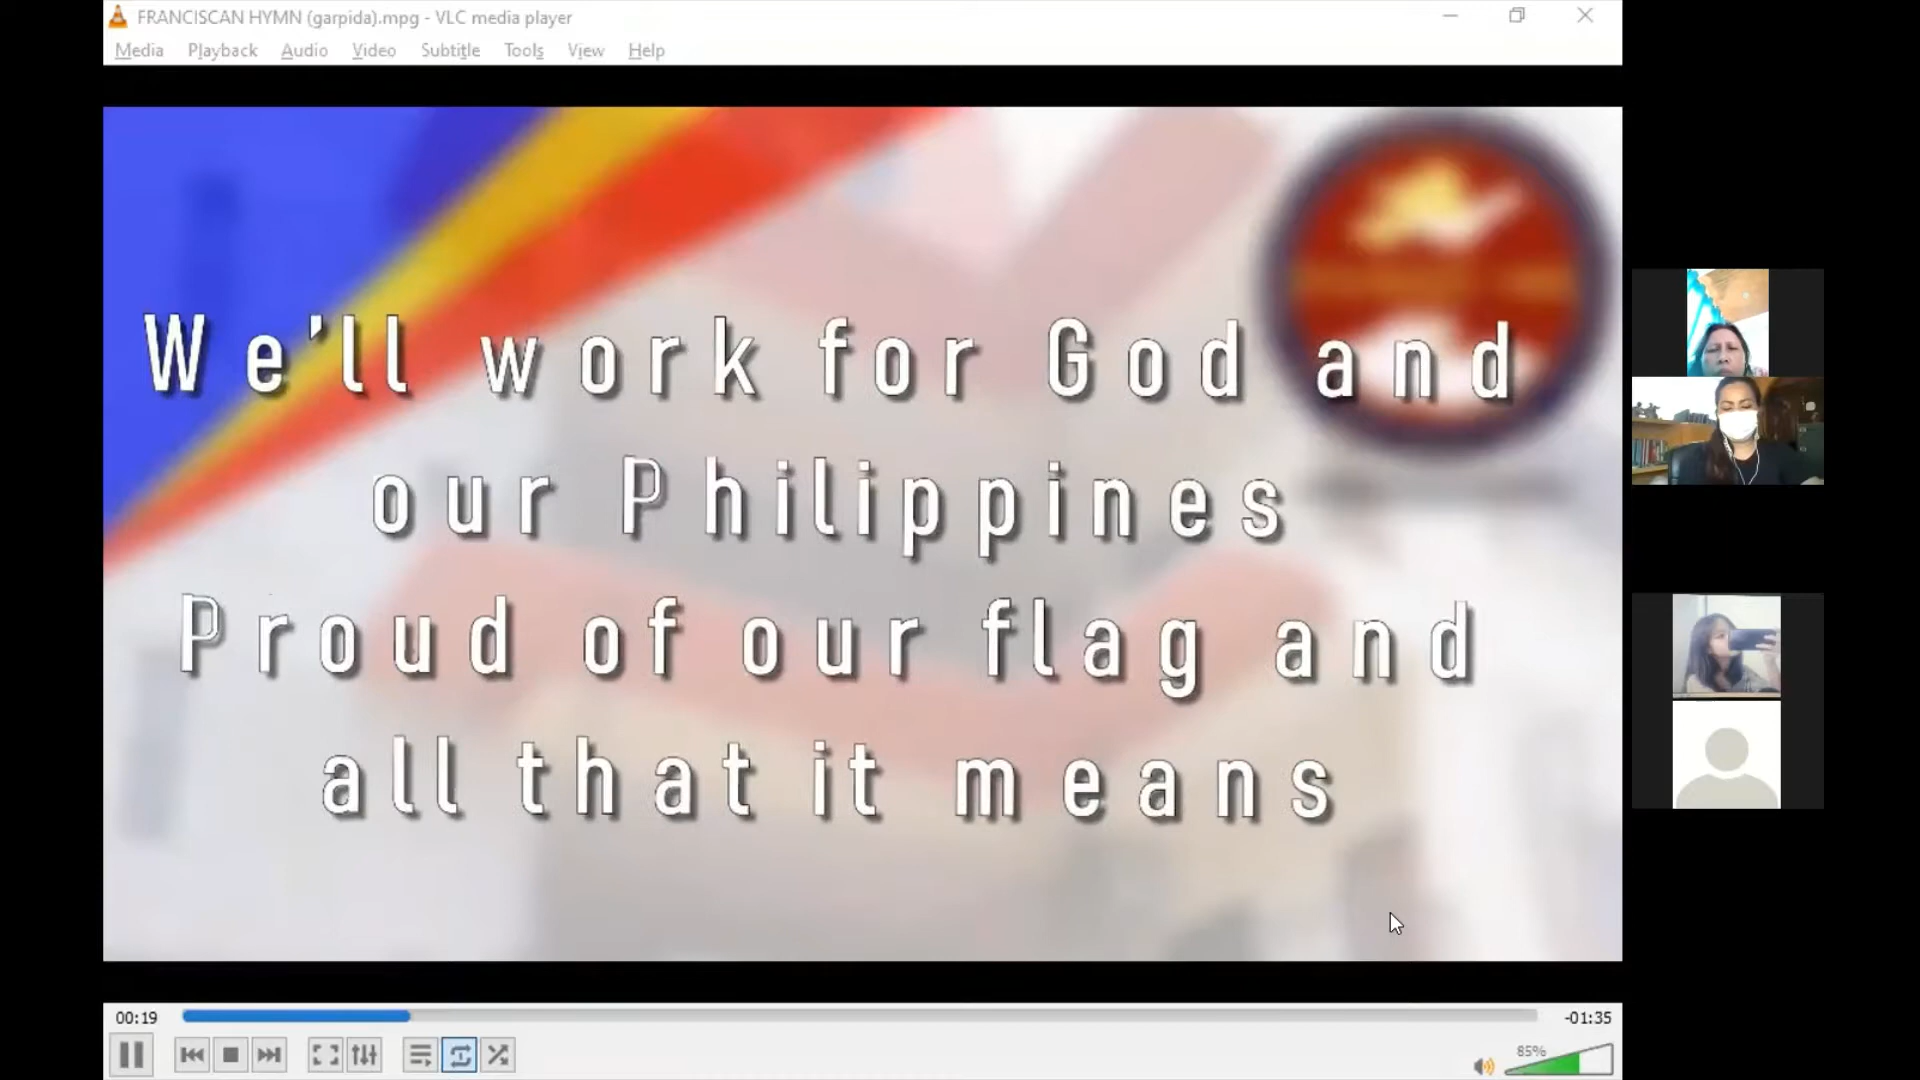 FRANCISCAN HYMN (garpida).mpg - VLC media player
Media Playback Audio Video Subtitle Tools View Help
We'll work for God and
our Philippines
Proud of our flag and
all that it means
00:19
-01:35
85%